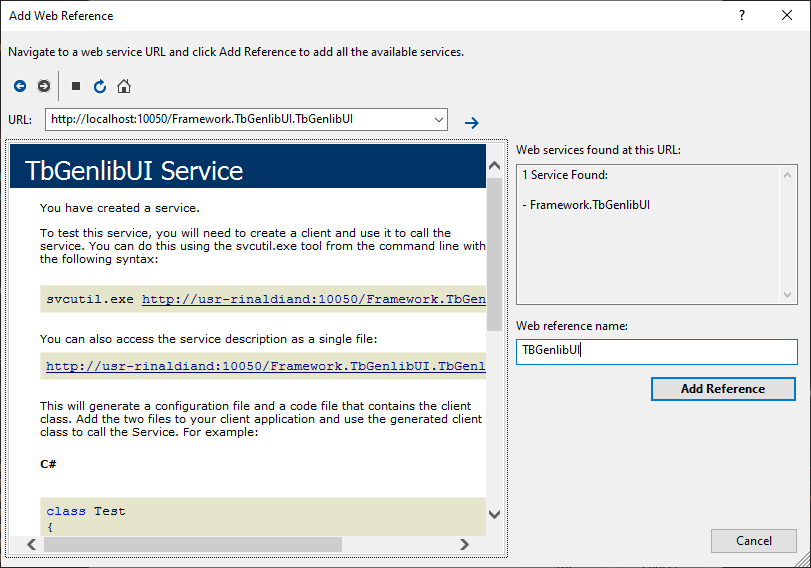 Add Web Reference
Navigate to a web service URL and click Add Reference to add all the available services.
URL: http://localhost:10050/Framework.TbGenlibUI.TbGenlibUI
TbGenlibUI Service
You have created a service.
To test this service, you will need to create a client and use it to call the
service. You can do this using the svcutil.exe tool from the command line with
the following syntax:
svcutil.exe http://usr-rinaldiand:10050/Framework.TbGen
You can also access the service description as a single file:
http://usr-rinaldiand:10050/Framework.TbGenlibUI.TbGenl
This will generate a configuration file and a code file that contains the client
class. Add the two files to your client application and use the generated client
class to call the Service. For example:
C#
class Test
{
Web services found at this URL:
1 Service Found:
- Framework.TbGenlibUI
Web reference name:
TBGenlibUI
Add Reference
Cancel